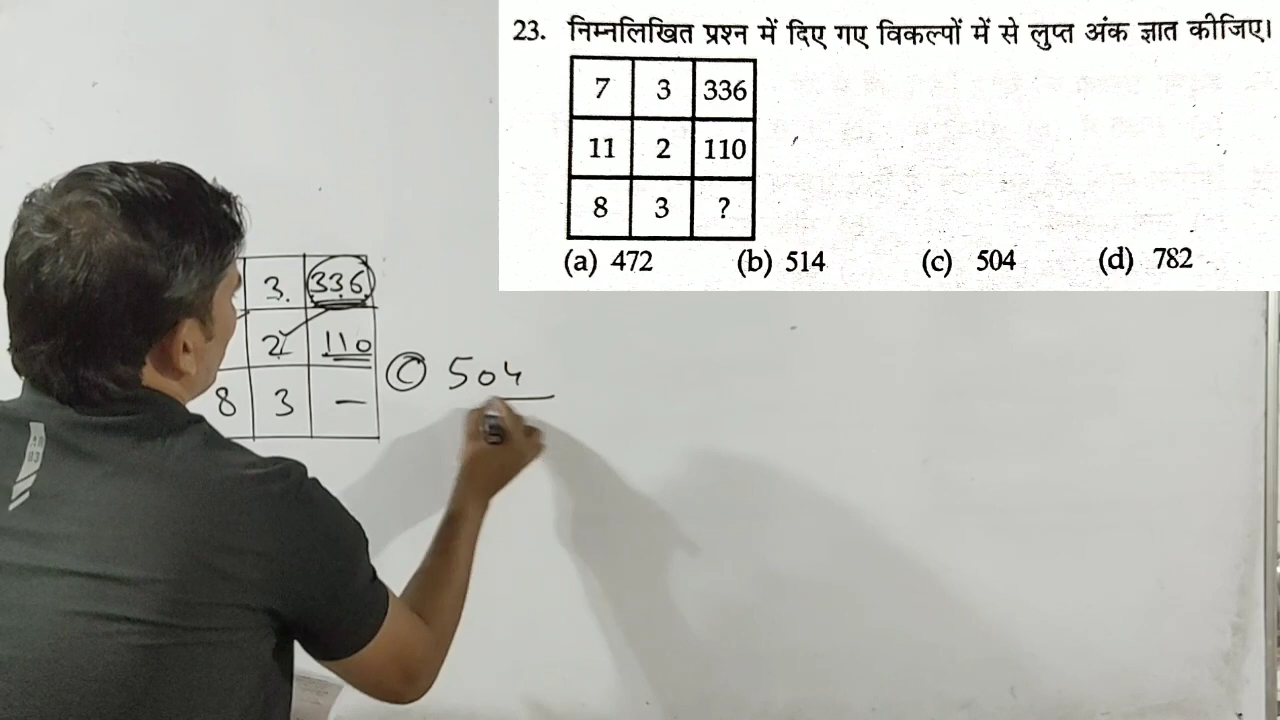 23. निम्नलिखित प्रश्न में दिए गए विकल्पों में से लुप्त अंक ज्ञात कीजिए।
7 3 336
11 2 110
8 3 ?
(a) 472 (b) 514 (c) 504 (d) 782
3. 336
2 110
8 3 –
C 504